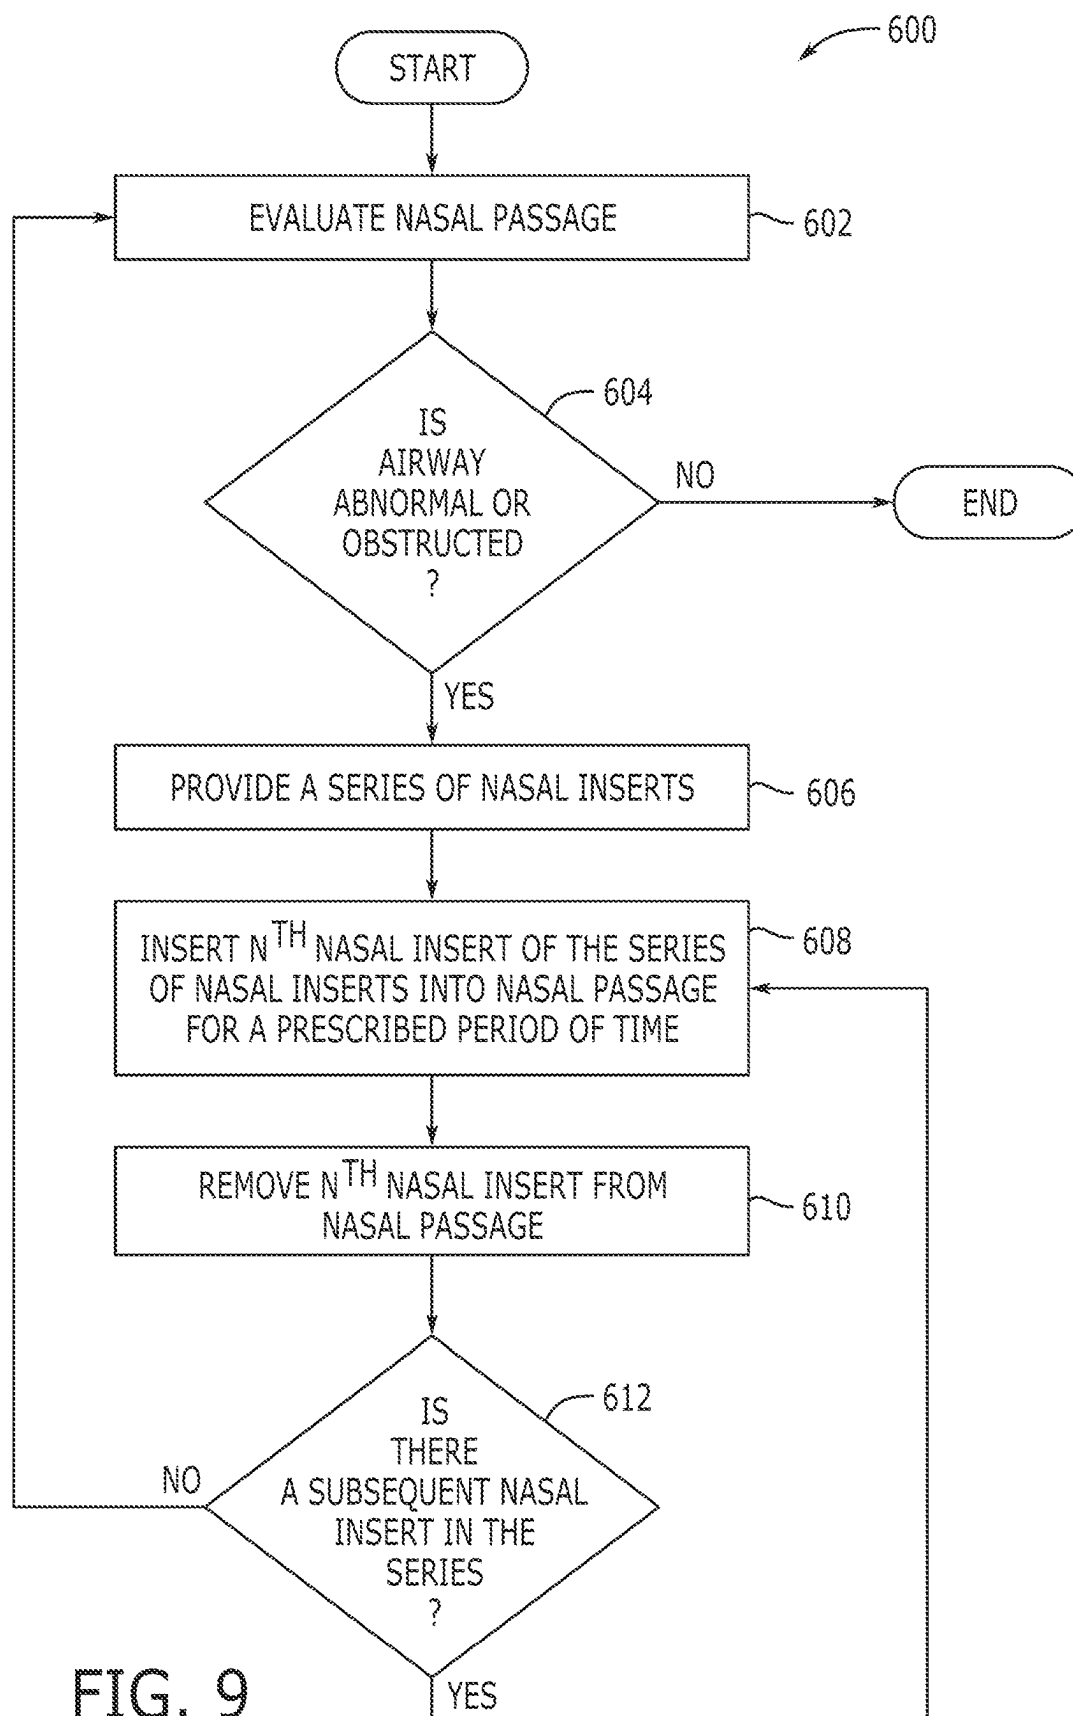 600
START
EVALUATE NASAL PASSAGE
602
604
IS
AIRWAY
ABNORMAL OR
OBSTRUCTED
?
NO
END
YES
PROVIDE A SERIES OF NASAL INSERTS
606
INSERT NTH NASAL INSERT OF THE SERIES
OF NASAL INSERTS INTO NASAL PASSAGE
FOR A PRESCRIBED PERIOD OF TIME
608
REMOVE NTH NASAL INSERT FROM
NASAL PASSAGE
610
612
IS
THERE
A SUBSEQUENT NASAL
INSERT IN THE
SERIES
?
NO
YES
FIG. 9